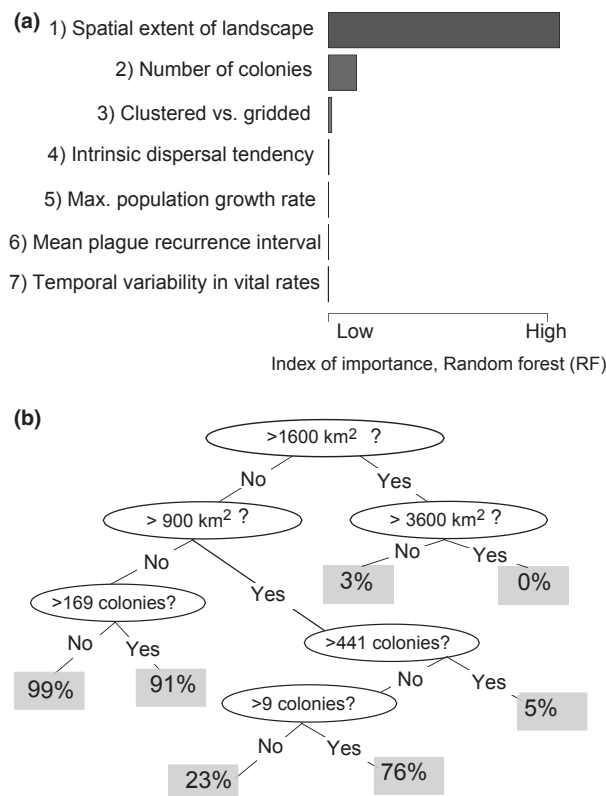 (a)
1) Spatial extent of landscape
2) Number of colonies
3) Clustered vs. gridded
4) Intrinsic dispersal tendency
5) Max. population growth rate
6) Mean plague recurrence interval
7) Temporal variability in vital rates
Low High
Index of importance, Random forest (RF)
(b)
>1600 km² ?
No Yes
> 900 km² ? > 3600 km² ?
No Yes No Yes
3% 0%
>169 colonies?
>441 colonies?
No Yes No Yes
99% 91% 5%
>9 colonies?
No Yes
23% 76%